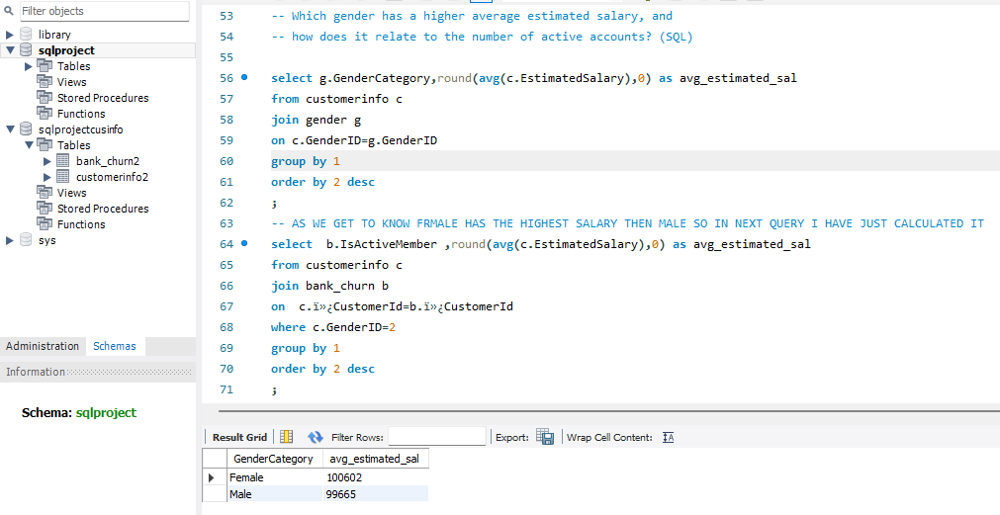 Filter objects
library
sqlproject
Tables
Views
Stored Procedures
Functions
sqlprojectcusinfo
Tables
bank_churn2
customerinfo2
Views
Stored Procedures
Functions
sys
Administration Schemas
Information
Schema: sqlproject
53 -- Which gender has a higher average estimated salary, and
54 -- how does it relate to the number of active accounts? (SQL)
55
56 select g.GenderCategory,round(avg(c.EstimatedSalary),0) as avg_estimated_sal
57 from customerinfo c
58 join gender g
59 on c.GenderID=g.GenderID
60 group by 1
61 order by 2 desc
62 ;
63 -- AS WE GET TO KNOW FRMALE HAS THE HIGHEST SALARY THEN MALE SO IN NEXT QUERY I HAVE JUST CALCULATED IT
64 select b.IsActiveMember ,round(avg(c.EstimatedSalary),0) as avg_estimated_sal
65 from customerinfo c
66 join bank_churn b
67 on c.ï»¿CustomerId=b.ï»¿CustomerId
68 where c.GenderID=2
69 group by 1
70 order by 2 desc
71 ;
Result Grid Filter Rows: Export: Wrap Cell Content:
GenderCategory avg_estimated_sal
Female 100602
Male 99665